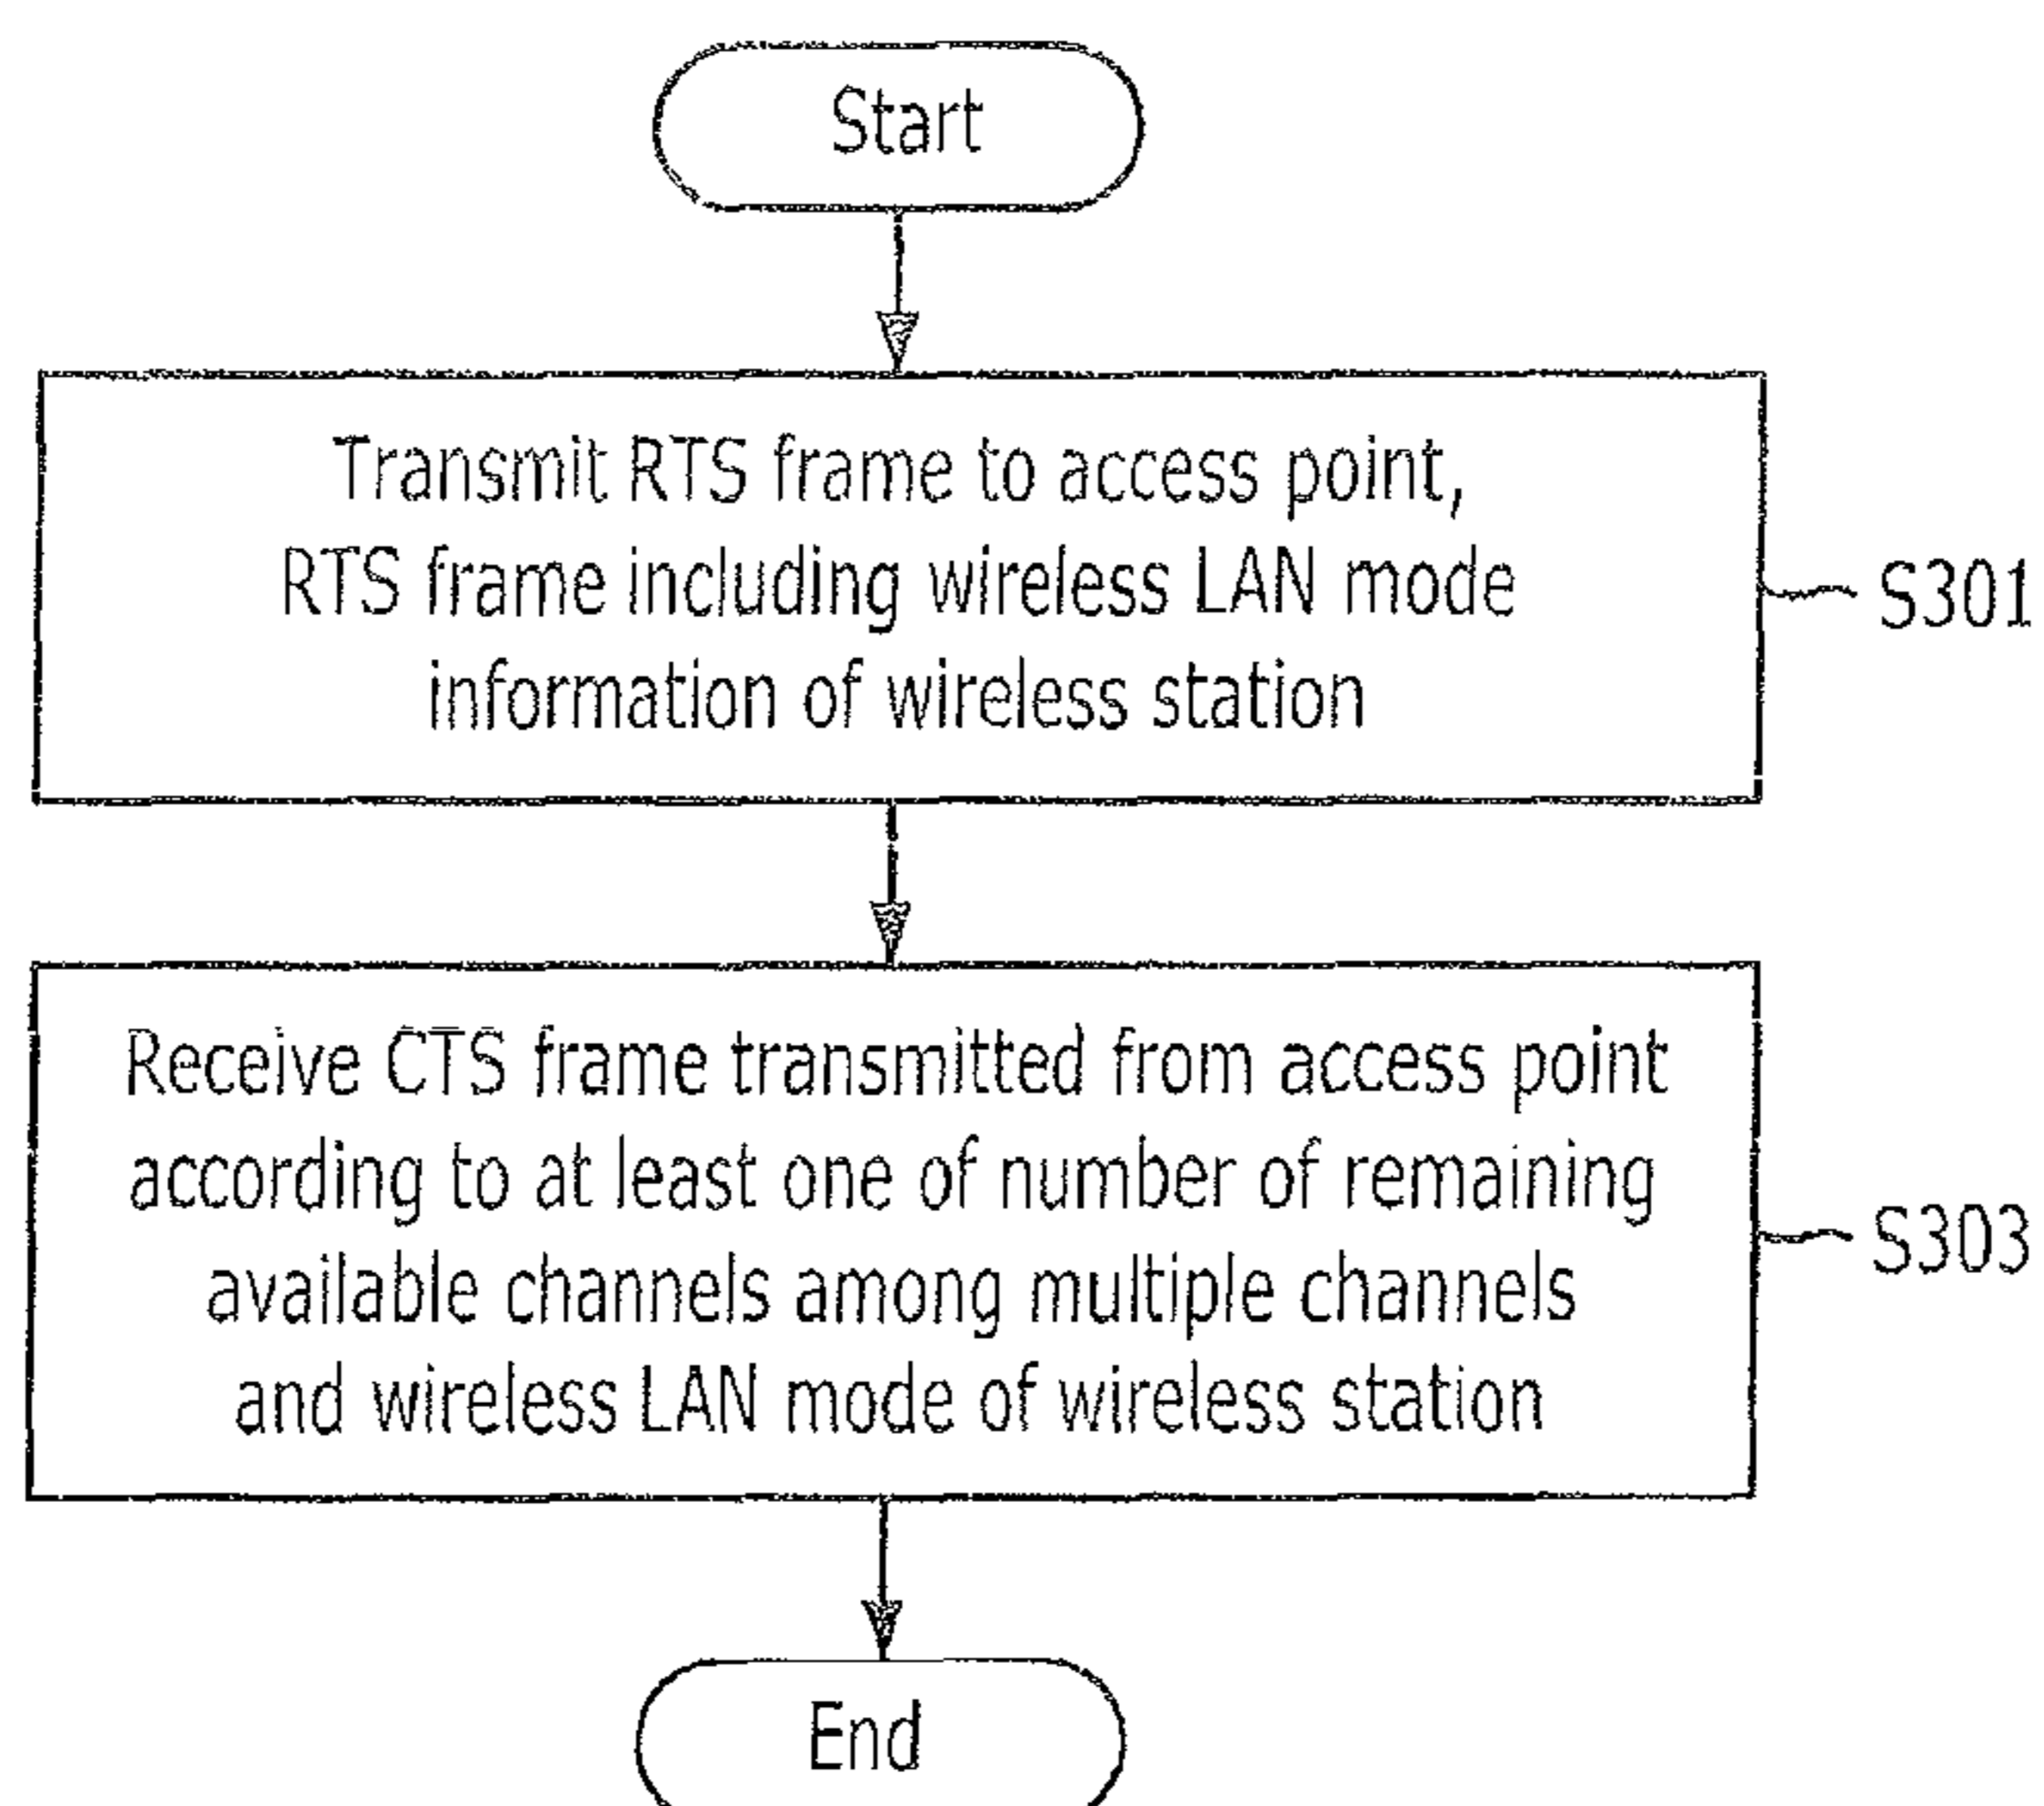 Start
Transmit RTS frame to access point,
RTS frame including wireless LAN mode
information of wireless station
S301
Receive CTS frame transmitted from access point
according to at least one of number of remaining
available channels among multiple channels
and wireless LAN mode of wireless station
S303
End